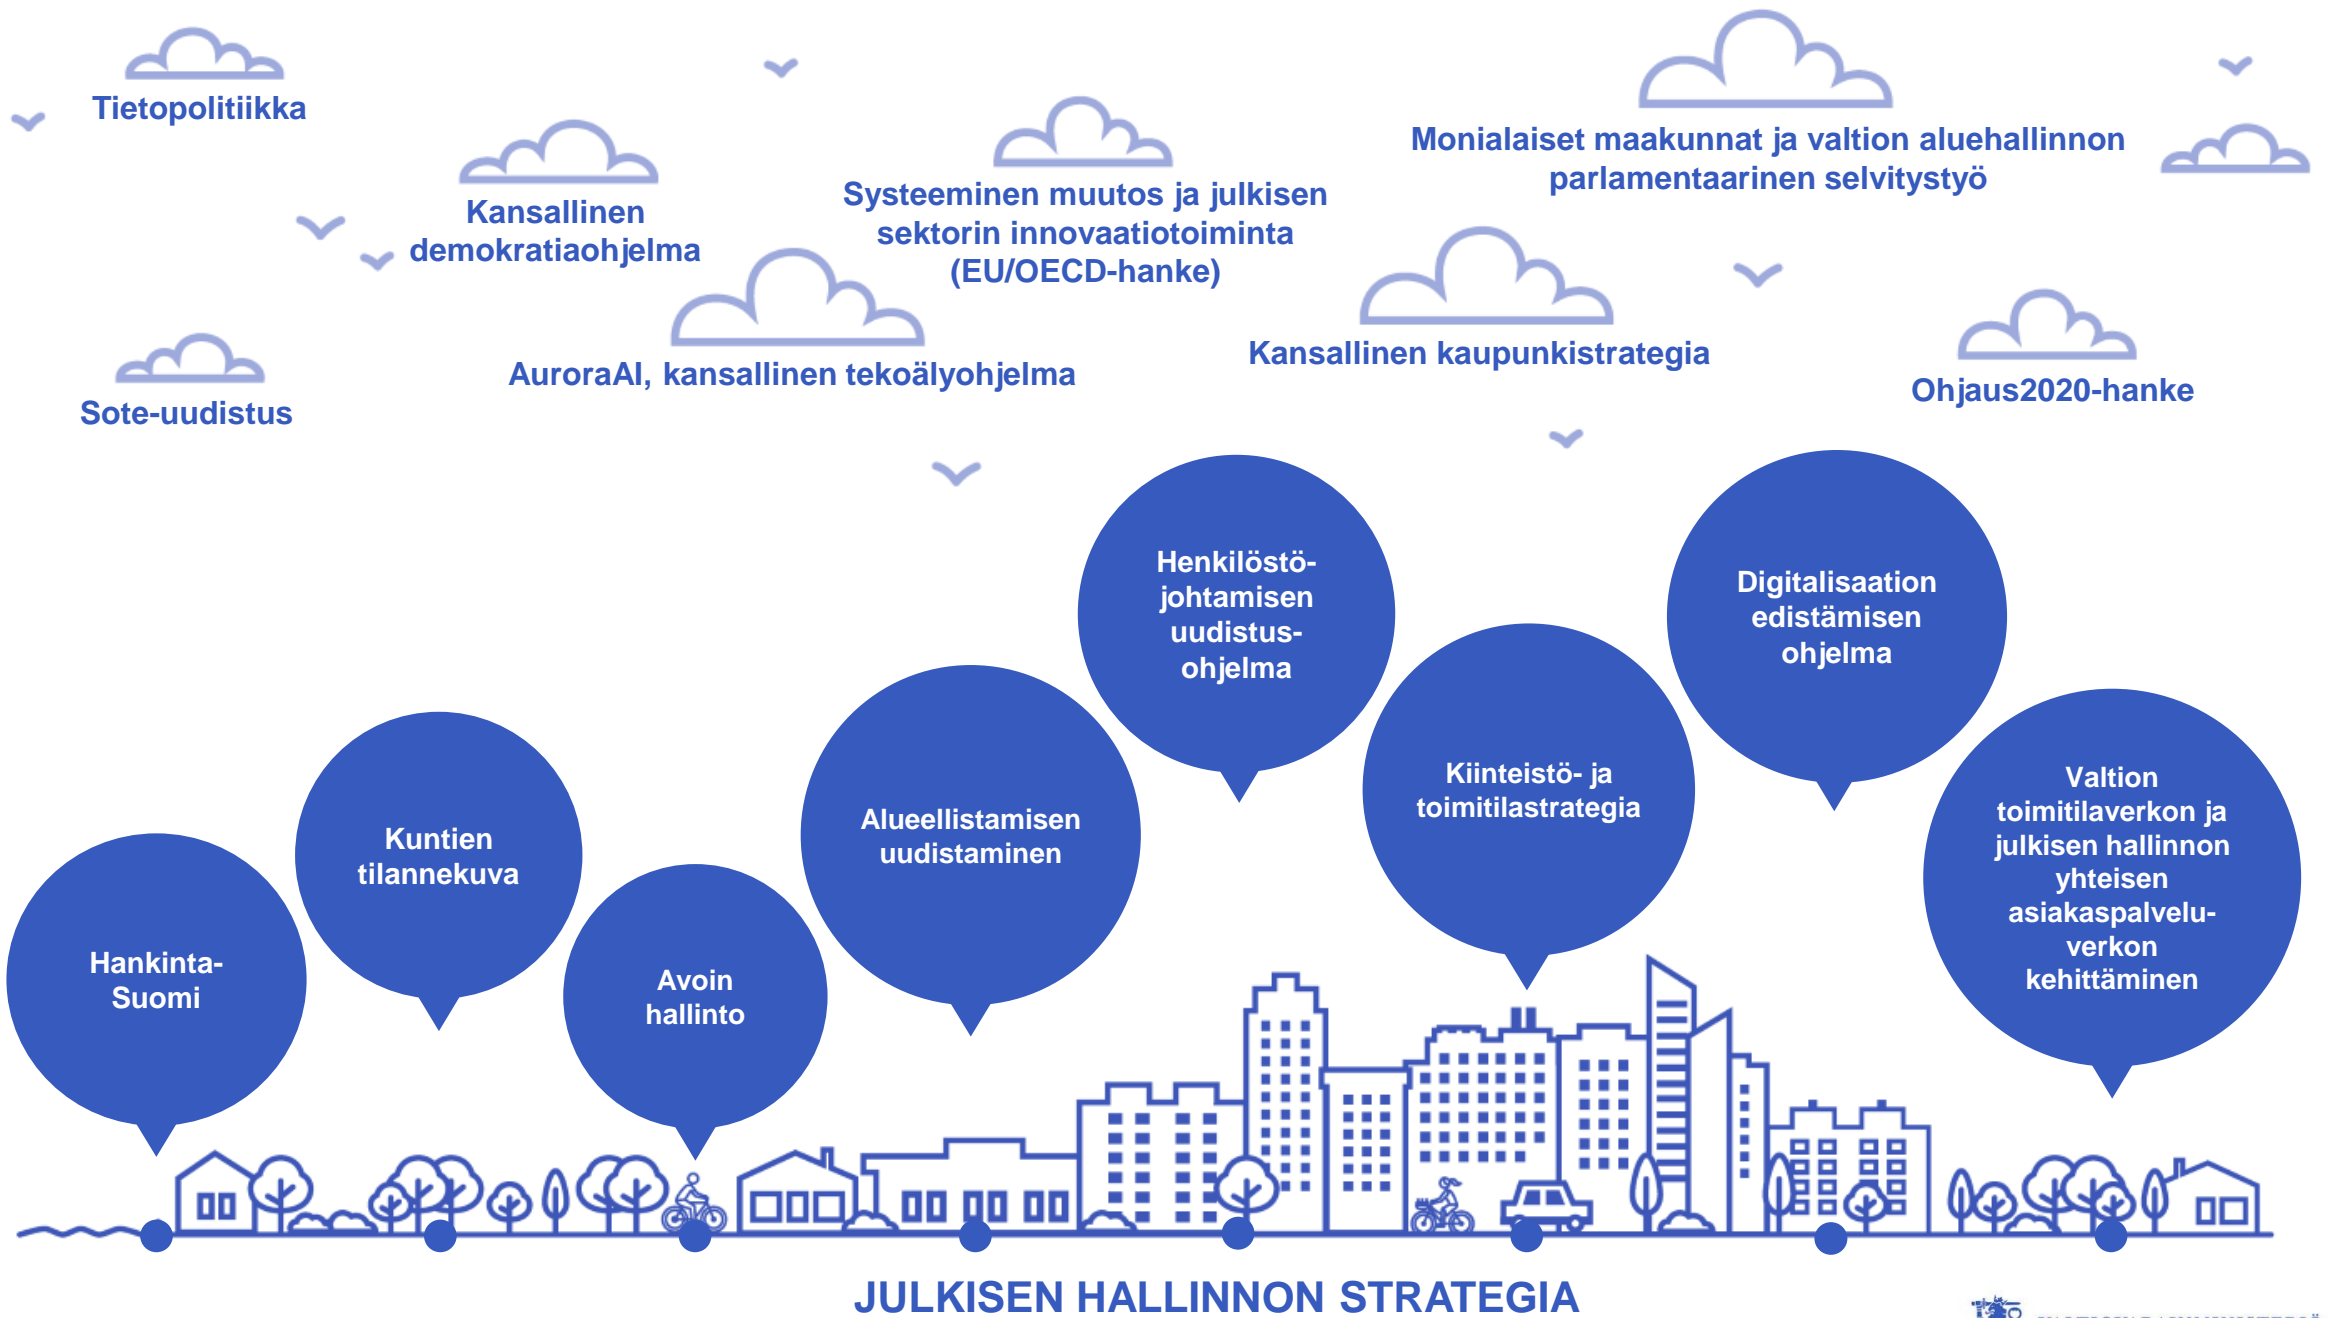 Tietopolitiikka
Kansallinen
demokratiaohjelma
Systeeminen muutos ja julkisen
sektorin innovaatiotoiminta
(EU/OECD-hanke)
Monialaiset maakunnat ja valtion aluehallinnon
parlamentaarinen selvitystyö
Sote-uudistus
AuroraAI, kansallinen tekoälyohjelma
Kansallinen kaupunkistrategia
Ohjaus2020-hanke
Hankinta-
Suomi
Kuntien
tilannekuva
Avoin
hallinto
Alueellistamisen
uudistaminen
Henkilöstö-
johtamisen
uudistus-
ohjelma
Kiinteistö- ja
toimitilastrategia
Digitalisaation
edistämisen
ohjelma
Valtion
toimitilaverkon ja
julkisen hallinnon
yhteisen
asiakaspalvelu-
verkon
kehittäminen
JULKISEN HALLINNON STRATEGIA